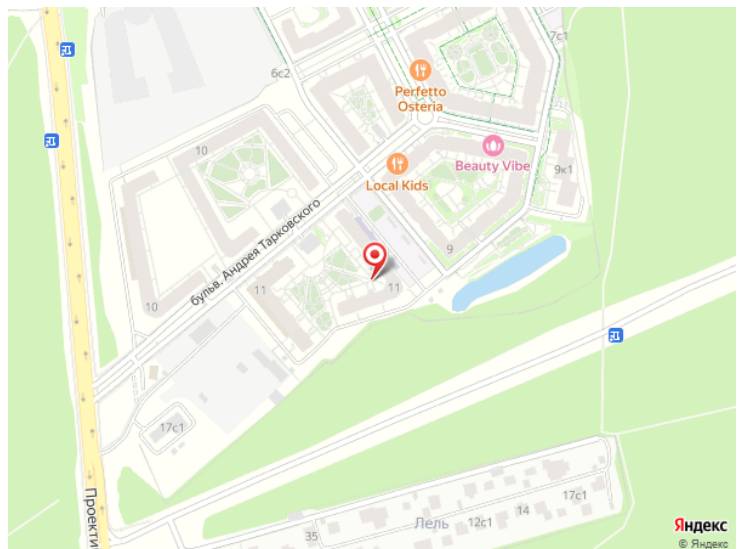 7с1
6с2
Perfetto
Osteria
10
Beauty Vibe
Local Kids
9к1
бульв. Андрея Тарковского
9
11
11
10
17с1
Проекти
17с1
14
12с1
Лель
35
Яндекс
© Яндекс